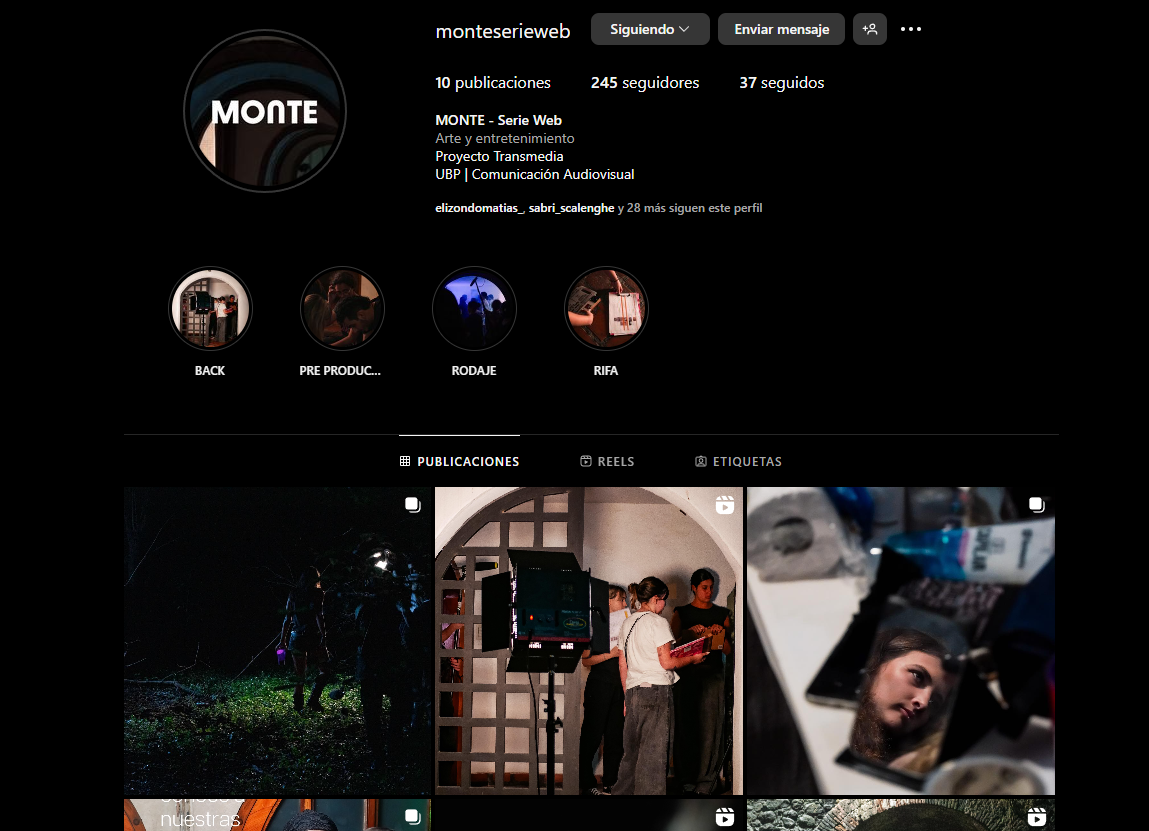 monteserieweb
Siguiendo
Enviar mensaje
10 publicaciones
245 seguidores
37 seguidos
MONTE
MONTE - Serie Web
Arte y entretenimiento
Proyecto Transmedia
UBP | Comunicación Audiovisual
elizondomatias_, sabri_scalenghe y 28 más siguen este perfil
BACK
PRE PRODUC...
RODAJE
RIFA
PUBLICACIONES
REELS
ETIQUETAS
nuestras